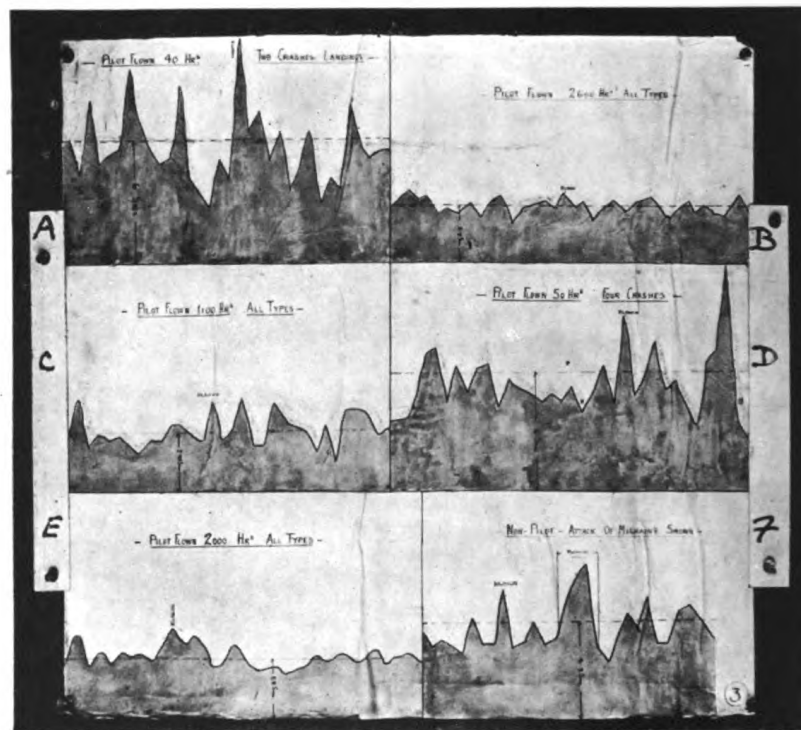 - PILOT FLOWN 40 HRS TWO CRASHES LANDINGS -
- PILOT FLOWN 2600 HRS ALL TYPES -
A
B
- PILOT FLOWN 1100 HRS ALL TYPES -
- PILOT FLOWN 50 HRS FOUR CRASHES -
C
D
- PILOT FLOWN 2000 HRS ALL TYPES -
NON-PILOT - ATTACK OF MIGRAINE SHOWN -
E
7
3